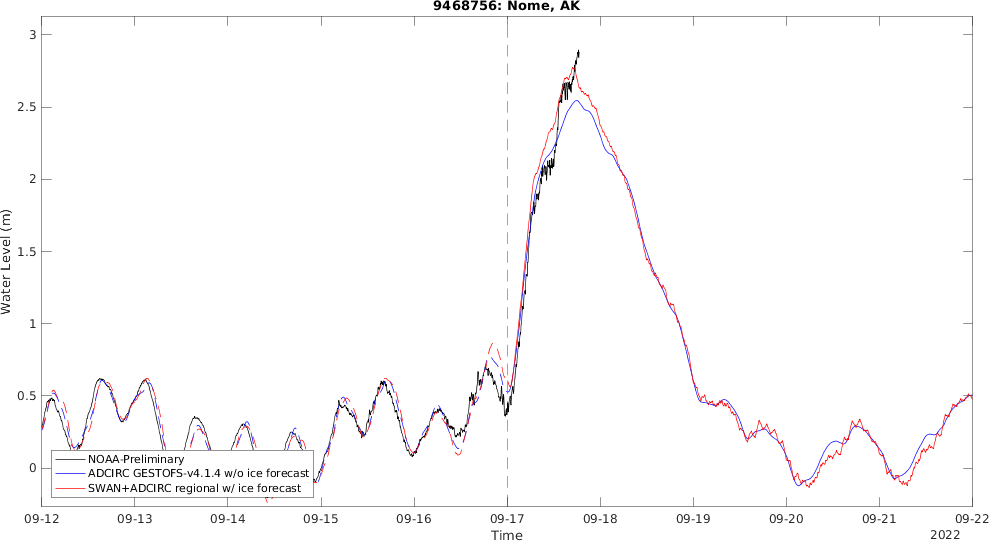 9468756: Nome, AK
3
2.5
2
1.5
1
0.5
0
Water Level (m)
NOAA-Preliminary
ADCIRC GESTOFS-v4.1.4 w/o ice forecast
SWAN+ADCIRC regional w/ ice forecast
09-12 09-13 09-14 09-15 09-16 09-17 09-18 09-19 09-20 09-21 09-22
Time
2022